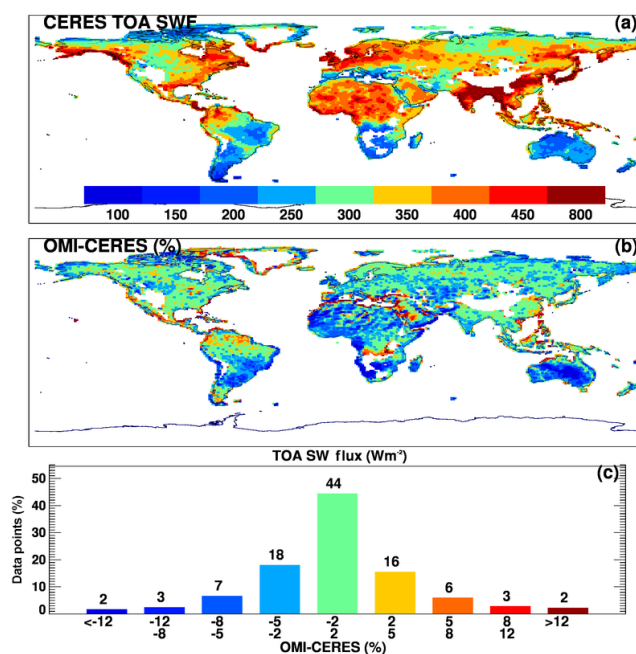 CERES TOA SWF (a)
100 150 200 250 300 350 400 450 800
OMI-CERES (%) (b)
TOA SW flux (Wm-2)
(c)
Data points (%)
50
40
30
20
10
0
2 3 7 18 44 16 6 3 2
<-12 -12 -8 -5 -2 2 5 8 >12
-8 -5 -2 2 5 8 12
OMI-CERES (%)